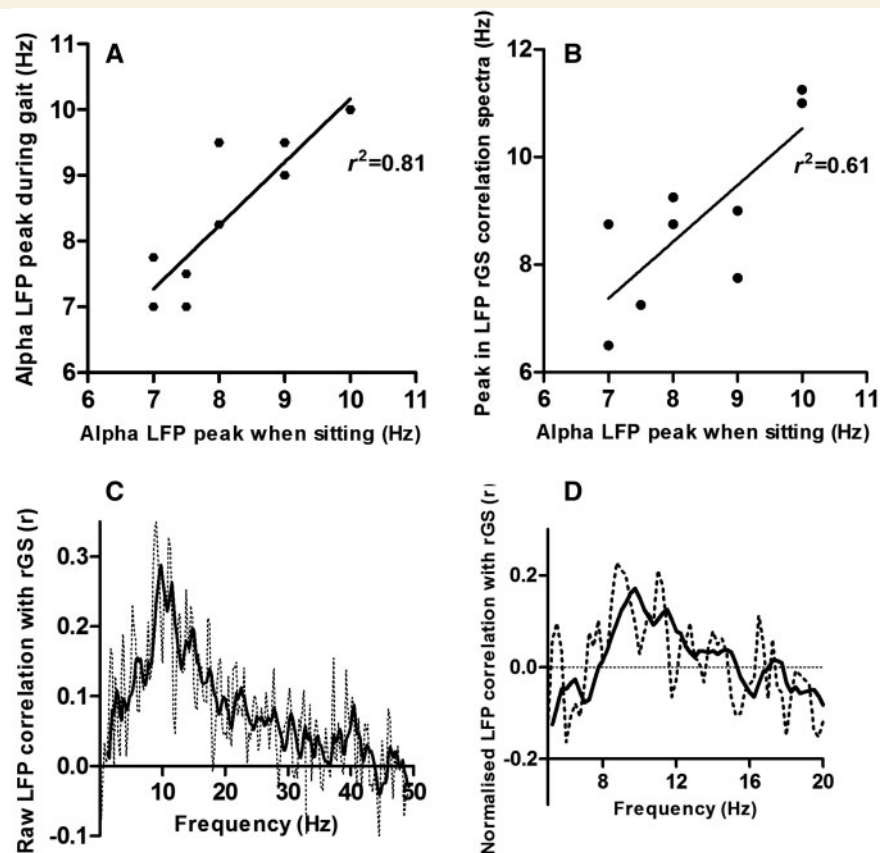 A
Alpha LFP peak during gait (Hz)
11
10
9
8
7
6
r²=0.81
6 7 8 9 10 11
Alpha LFP peak when sitting (Hz)
B
Peak in LFP rGS correlation spectra (Hz)
12
10
8
6
r²=0.61
6 7 8 9 10 11
Alpha LFP peak when sitting (Hz)
C
Raw LFP correlation with rGS (r)
0.3
0.2
0.1
0.0
-0.1
10 20 30 40 50
Frequency (Hz)
D
Normalised LFP correlation with rGS (r)
0.2
0.0
-0.2
8 12 16 20
Frequency (Hz)